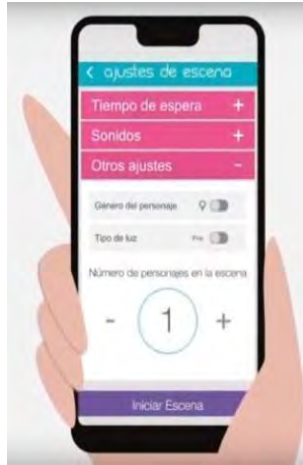 < ajustes de escena
Tiempo de espera +
Sonidos +
Otros ajustes -
Género del personaje
Tipo de luz
Número de personajes en la escena
- 1 +
Iniciar Escena